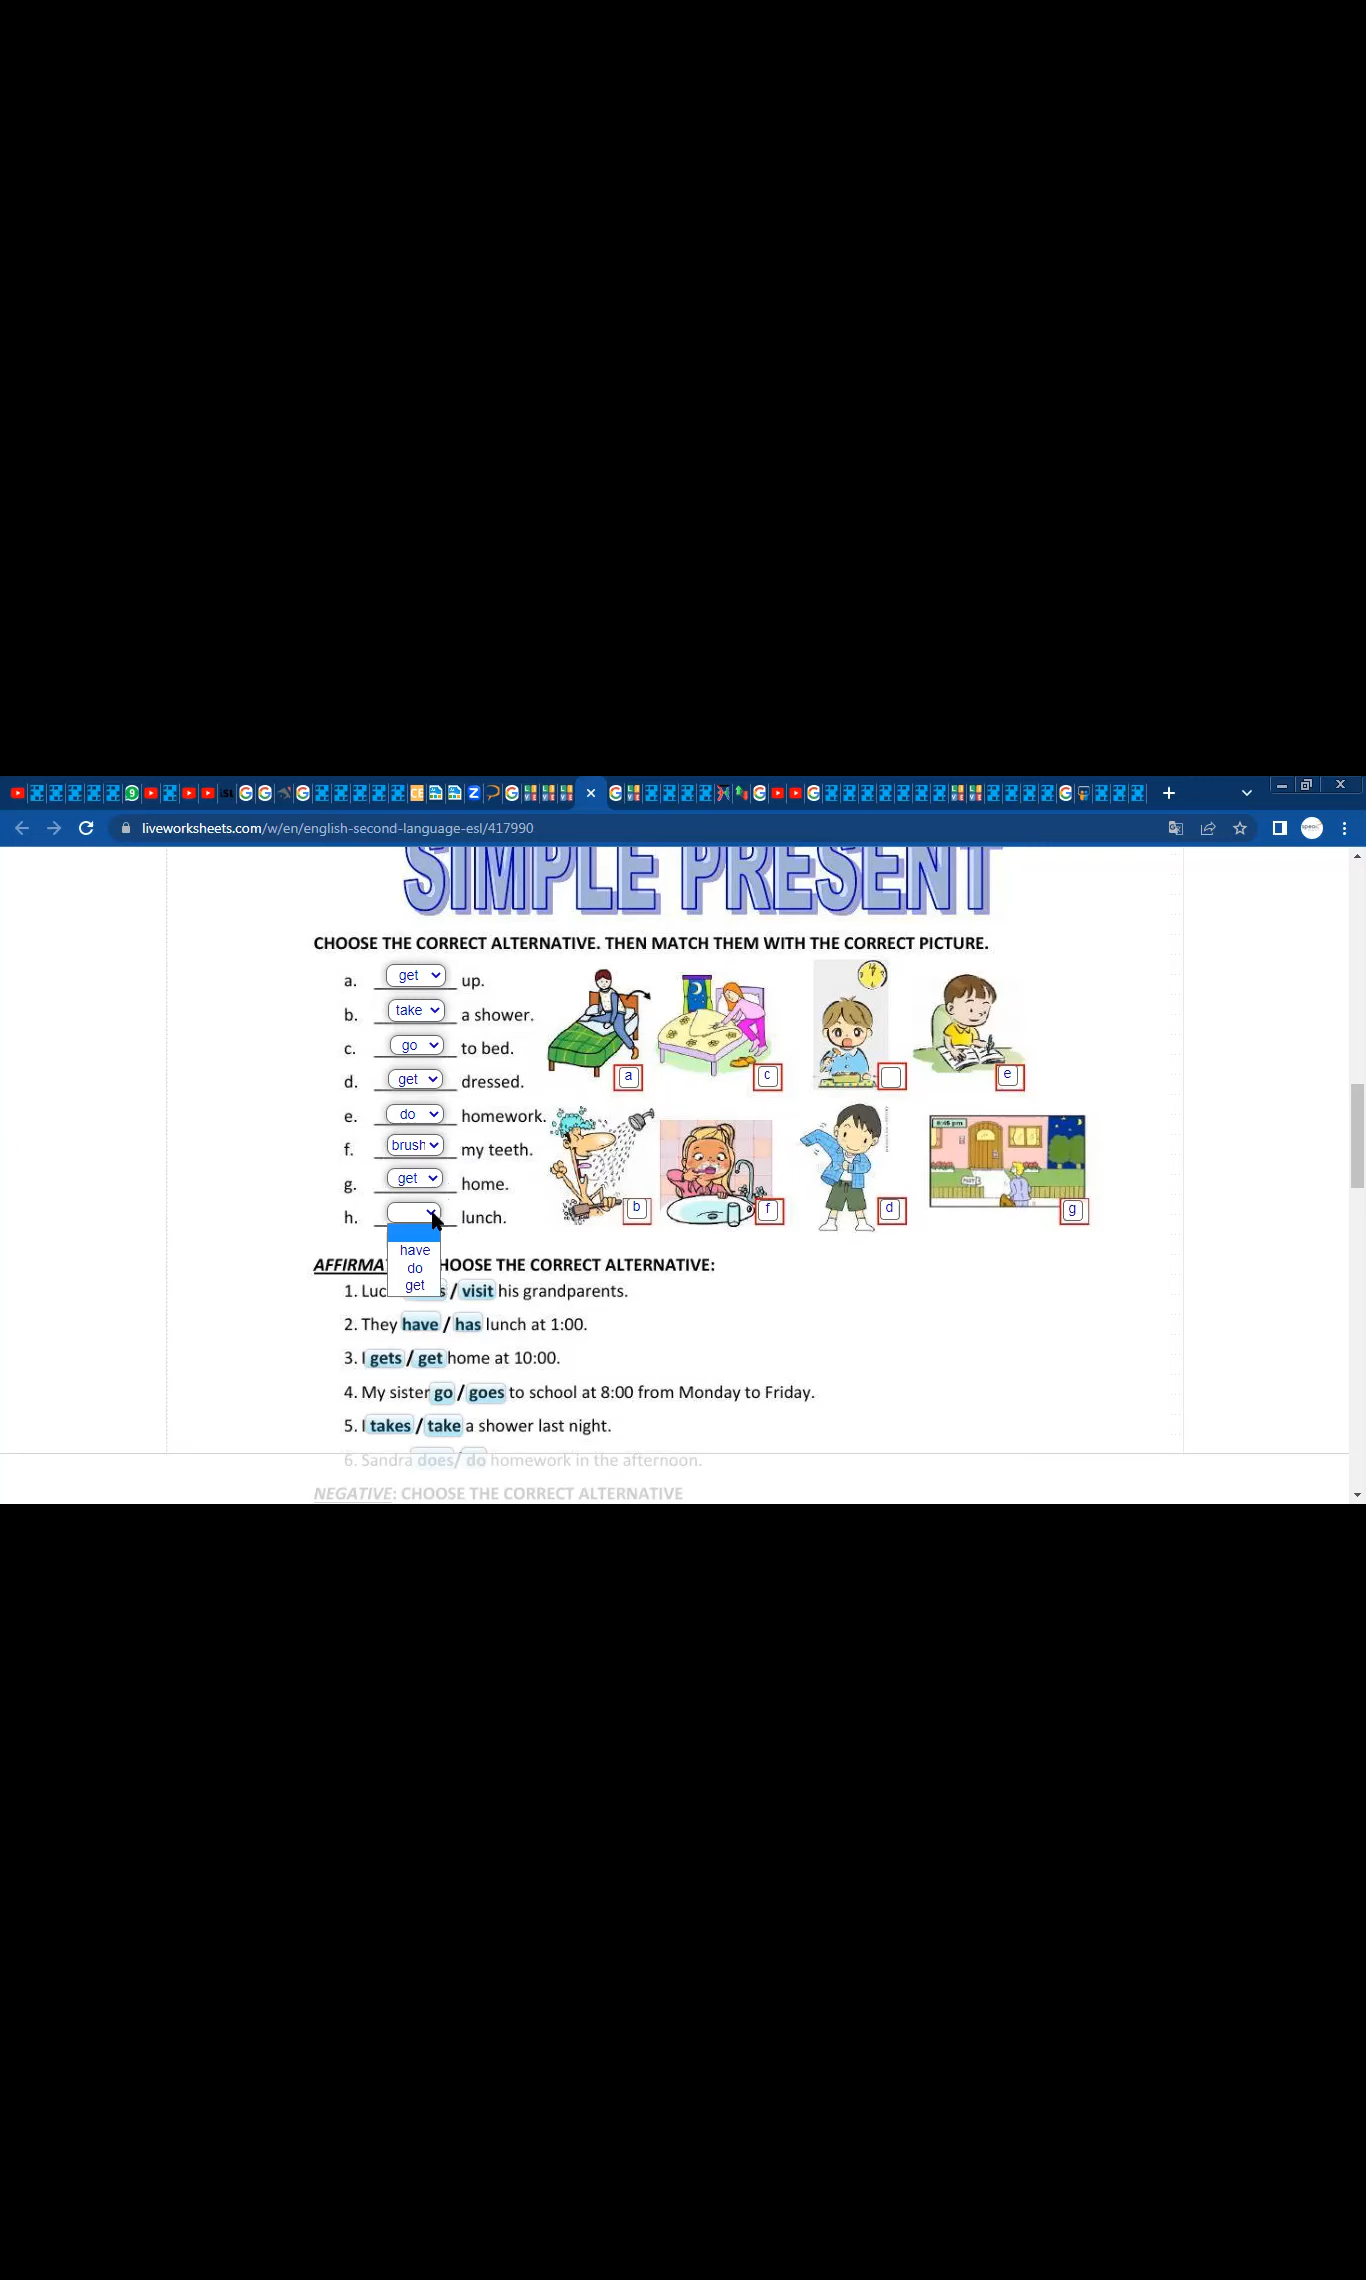 liveworksheets.com/w/en/english-second-language-esl/417990
SIMPLE PRESENT
CHOOSE THE CORRECT ALTERNATIVE. THEN MATCH THEM WITH THE CORRECT PICTURE.
a. get up.
b. take a shower.
c. go to bed.
d. get dressed.
e. do homework.
f. brush my teeth.
g. get home.
h. lunch.
have
do
get
a
c
e
b
f
d
8:45 pm
g
AFFIRMA HOOSE THE CORRECT ALTERNATIVE:
1. Luc s / visit his grandparents.
2. They have / has lunch at 1:00.
3. I gets / get home at 10:00.
4. My sister go / goes to school at 8:00 from Monday to Friday.
5. I takes / take a shower last night.
6. Sandra does/ do homework in the afternoon.
NEGATIVE: CHOOSE THE CORRECT ALTERNATIVE